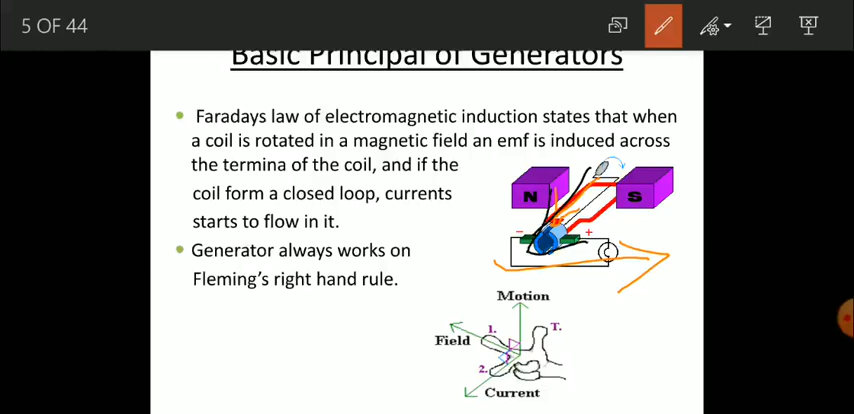 5 OF 44
Basic Principal of Generators
Faradays law of electromagnetic induction states that when
a coil is rotated in a magnetic field an emf is induced across
the termina of the coil, and if the
coil form a closed loop, currents
starts to flow in it.
N
S
−
+
Generator always works on
Fleming's right hand rule.
Motion
1.
T.
Field
2.
Current